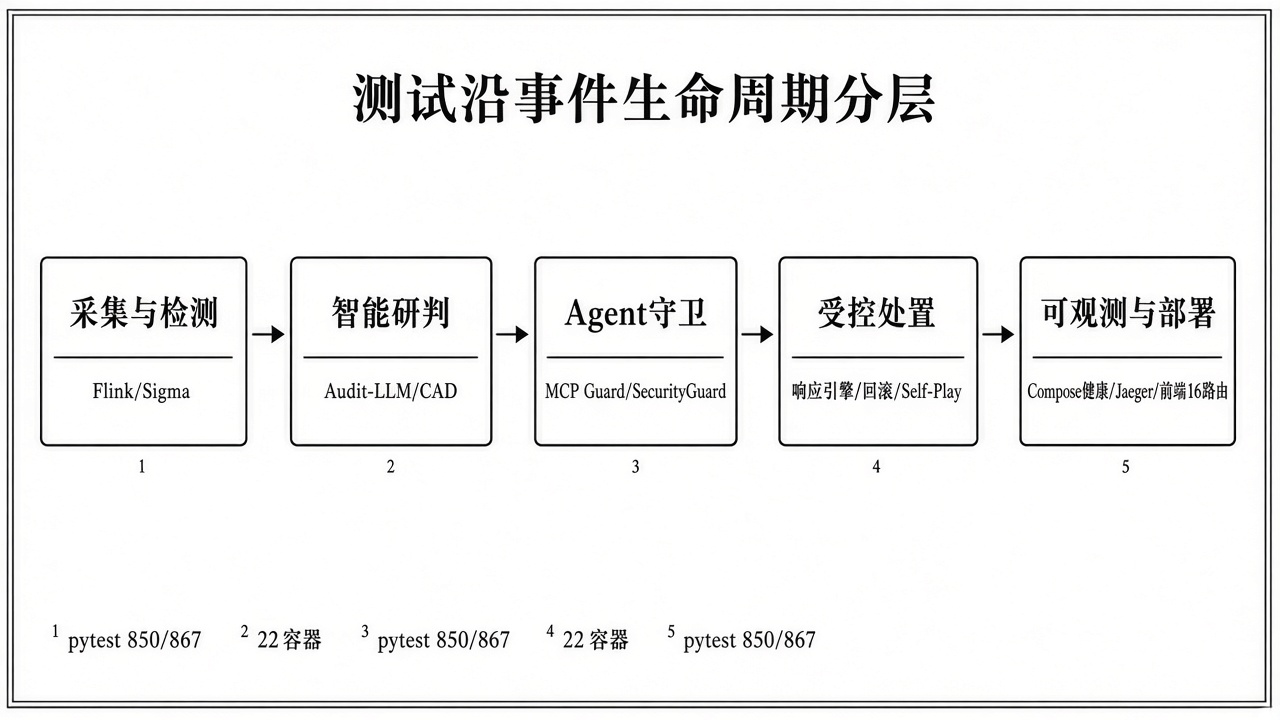 测试沿事件生命周期分层
采集与检测
Flink/Sigma
1
智能研判
Audit-LLM/CAD
2
Agent守卫
MCP Guard/SecurityGuard
3
受控处置
响应引擎/回滚/Self-Play
4
可观测与部署
Compose健康/Jaeger/前端16路由
5
1 pytest 850/867 2 22容器 3 pytest 850/867 4 22 容器 5 pytest 850/867